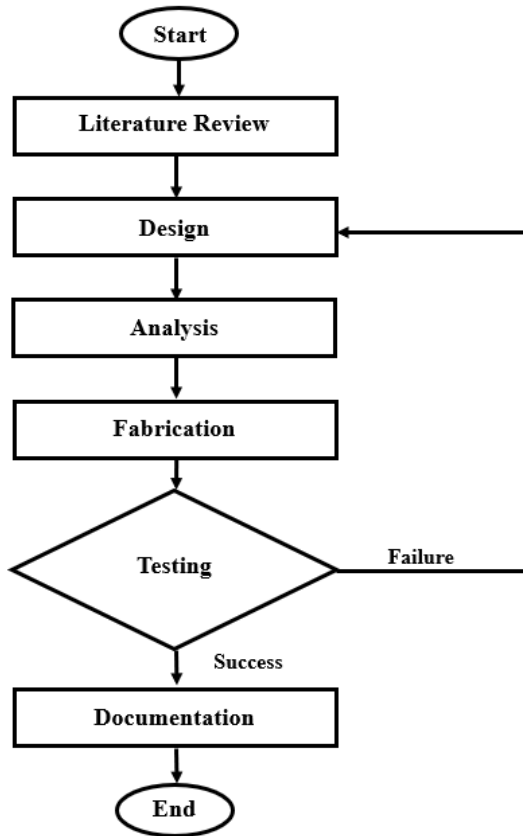 Start
Literature Review
Design
Analysis
Fabrication
Testing
Failure
Success
Documentation
End